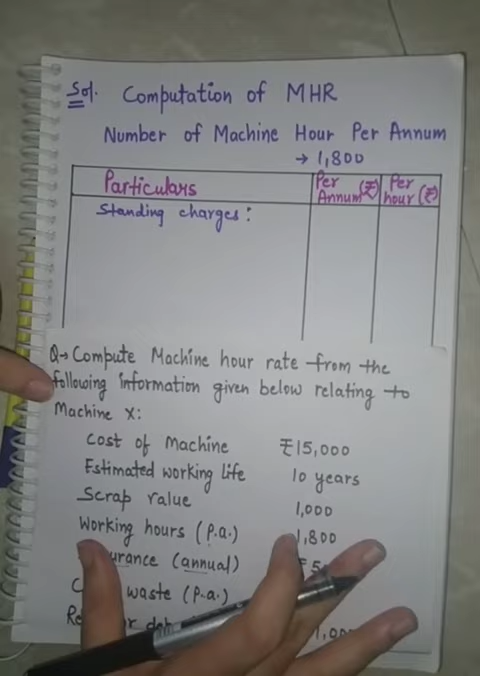 Sol. Computation of MHR
Number of Machine Hour Per Annum
→ 1,800
Particulars Per Annum (₹) Per hour (₹)
Standing charges:
Q→ Compute Machine hour rate from the
following information given below relating to
Machine X:
Cost of Machine ₹15,000
Estimated working life 10 years
Scrap value 1,000
Working hours (p.a.) 1,800
(annual)
waste (p.a.)